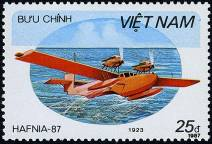 BƯU CHÍNH
VIỆT NAM
HAFNIA-87
1923
25đ
1987